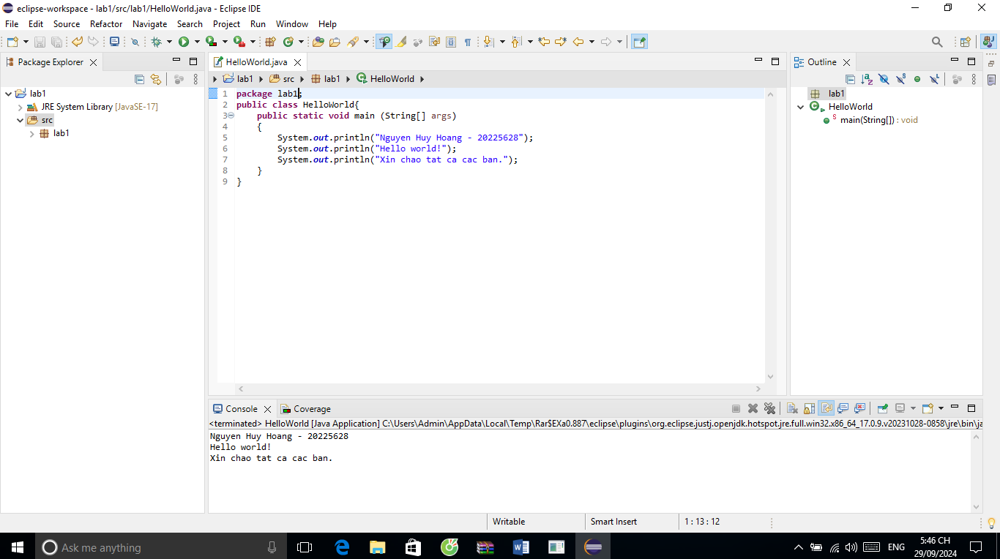 eclipse-workspace - lab1/src/lab1/HelloWorld.java - Eclipse IDE
File Edit Source Refactor Navigate Search Project Run Window Help
Package Explorer
lab1
JRE System Library [JavaSE-17]
src
lab1
HelloWorld.java
lab1 src lab1 HelloWorld
1 package lab1;
2 public class HelloWorld{
3 public static void main (String[] args)
4 {
5 System.out.println("Nguyen Huy Hoang - 20225628");
6 System.out.println("Hello world!");
7 System.out.println("Xin chao tat ca cac ban.");
8 }
9 }
Outline
lab1
HelloWorld
main(String[]) : void
Console Coverage
<terminated> HelloWorld [Java Application] C:\Users\Admin\AppData\Local\Temp\Rar$EXa0.887\eclipse\plugins\org.eclipse.justj.openjdk.hotspot.jre.full.win32.x86_64_17.0.9.v20231028-0858\jre\bin\ja
Nguyen Huy Hoang - 20225628
Hello world!
Xin chao tat ca cac ban.
Writable Smart Insert 1 : 13 : 12
Ask me anything
ENG
5:46 CH
29/09/2024